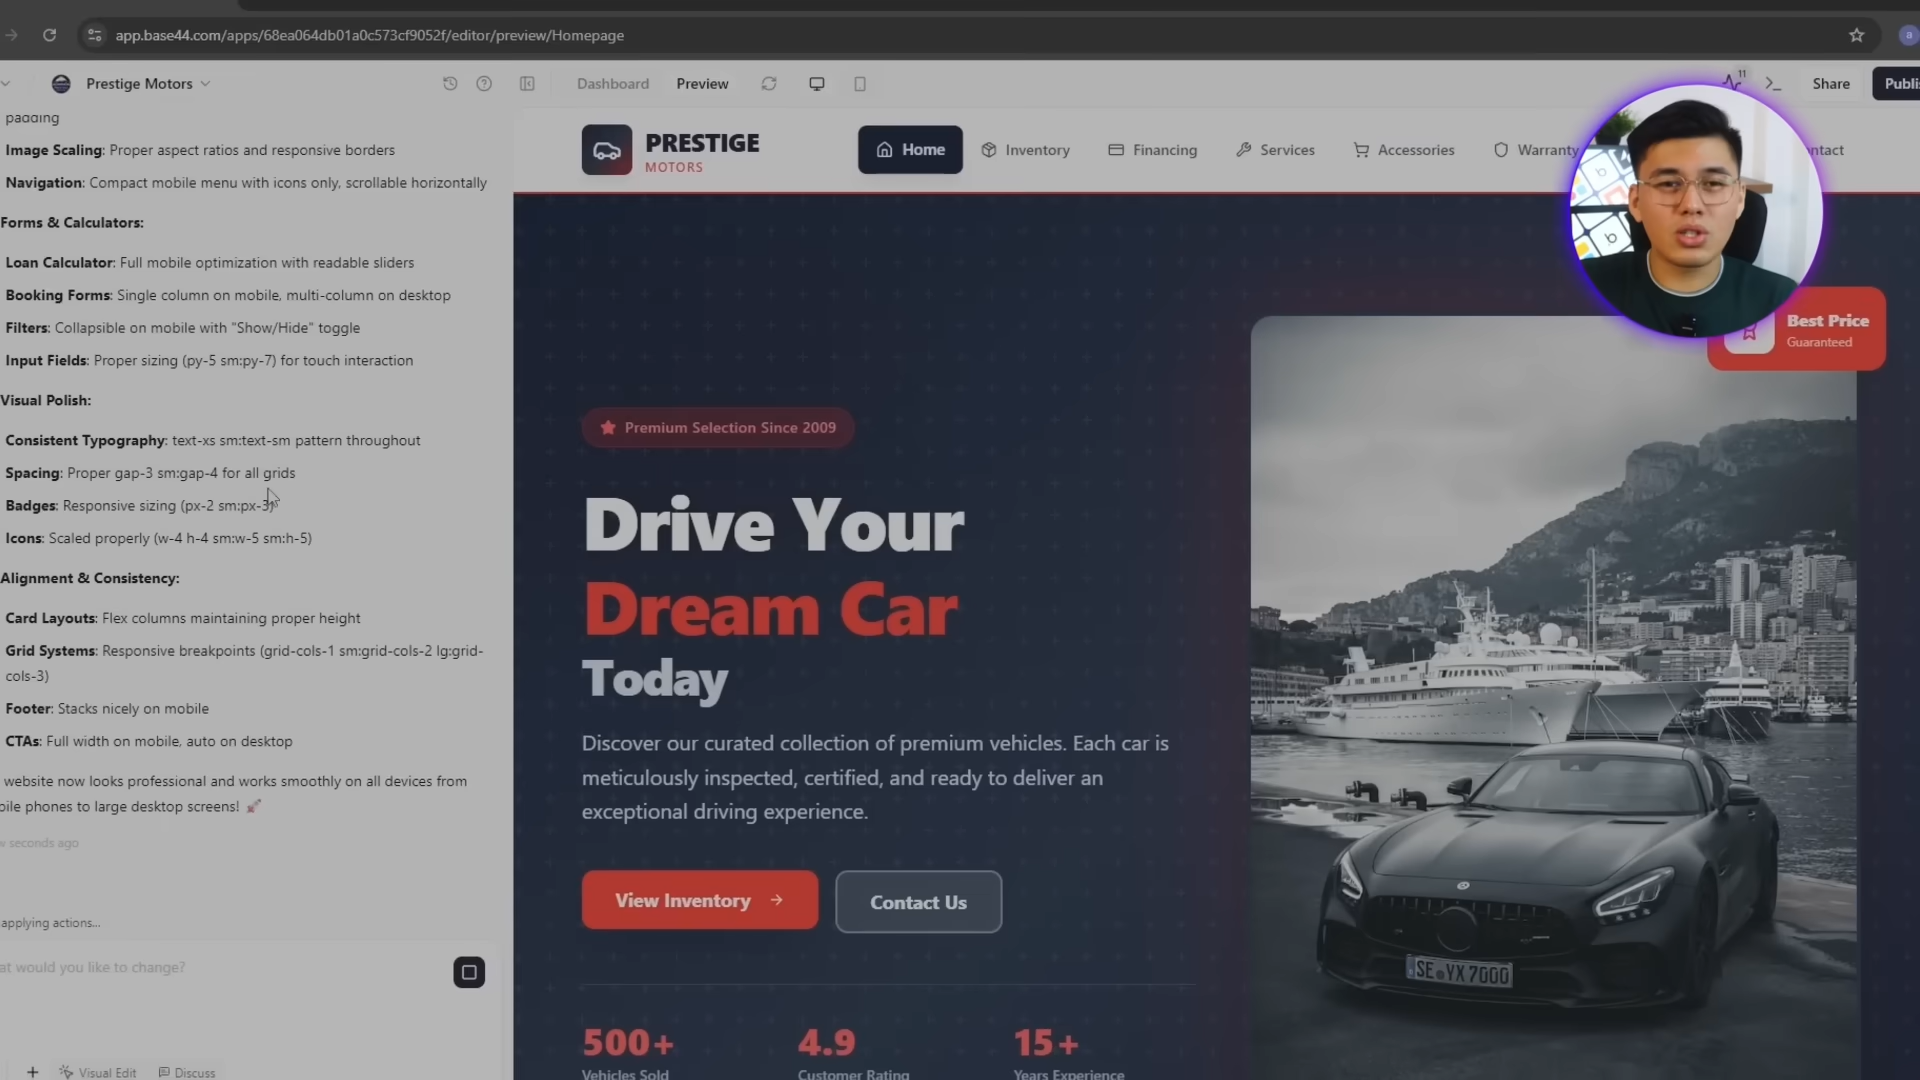 app.base44.com/apps/68ea064db01a0c573cf9052f/editor/preview/Homepage
a
Prestige Motors
Dashboard
Preview
11
Share
padding
Image Scaling: Proper aspect ratios and responsive borders
Navigation: Compact mobile menu with icons only, scrollable horizontally
Forms & Calculators:
Loan Calculator: Full mobile optimization with readable sliders
Booking Forms: Single column on mobile, multi-column on desktop
Filters: Collapsible on mobile with "Show/Hide" toggle
Input Fields: Proper sizing (py-5 sm:py-7) for touch interaction
Visual Polish:
Consistent Typography: text-xs sm:text-sm pattern throughout
Spacing: Proper gap-3 sm:gap-4 for all grids
Badges: Responsive sizing (px-2 sm:px-3)
Icons: Scaled properly (w-4 h-4 sm:w-5 sm:h-5)
Alignment & Consistency:
Card Layouts: Flex columns maintaining proper height
Grid Systems: Responsive breakpoints (grid-cols-1 sm:grid-cols-2 lg:grid-
cols-3)
Footer: Stacks nicely on mobile
CTAs: Full width on mobile, auto on desktop
website now looks professional and works smoothly on all devices from
phones to large desktop screens! 🚀
seconds ago
applying actions...
would you like to change?
Visual Edit
Discuss
PRESTIGE
MOTORS
Home
Inventory
Financing
Services
Accessories
Warranty
Best Price
Guaranteed
Premium Selection Since 2009
Drive Your
Dream Car
Today
Discover our curated collection of premium vehicles. Each car is
meticulously inspected, certified, and ready to deliver an
exceptional driving experience.
View Inventory
Contact Us
500+
Vehicles Sold
4.9
Customer Rating
15+
Years Experience
SE YX 7000